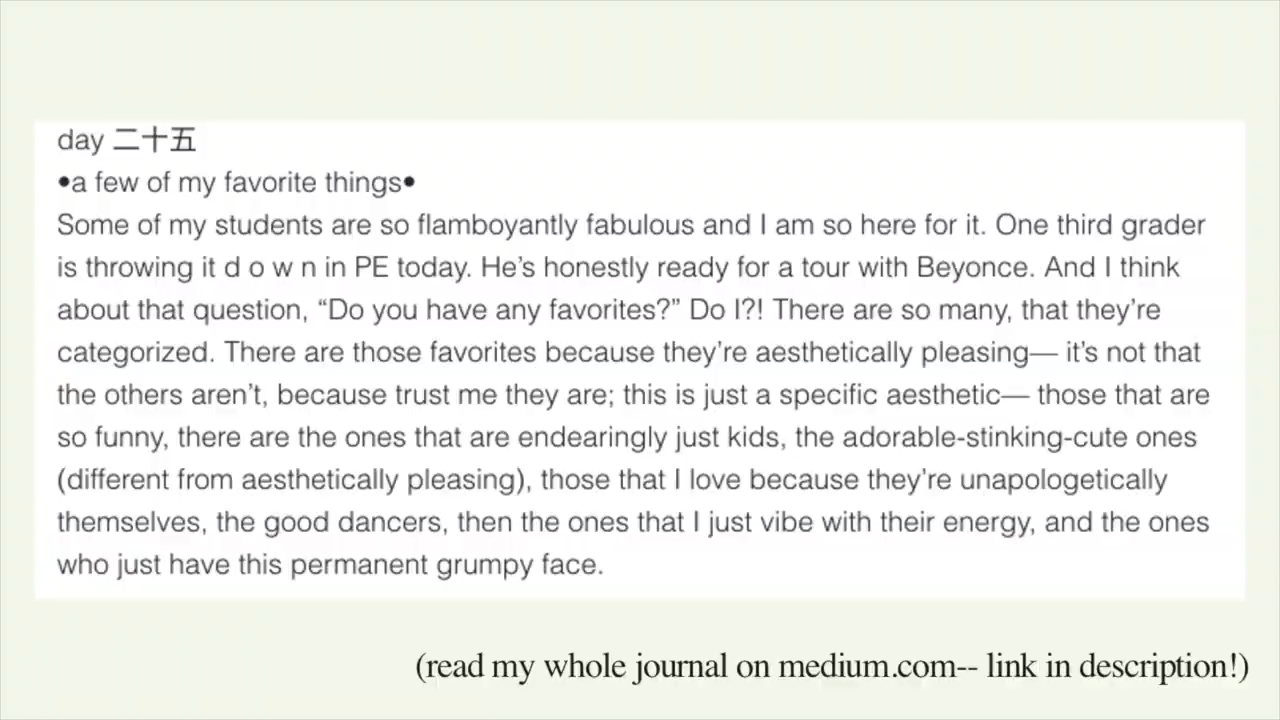 day 二十五
•a few of my favorite things•
Some of my students are so flamboyantly fabulous and I am so here for it. One third grader
is throwing it d o w n in PE today. He’s honestly ready for a tour with Beyonce. And I think
about that question, “Do you have any favorites?” Do I?! There are so many, that they’re
categorized. There are those favorites because they’re aesthetically pleasing— it’s not that
the others aren’t, because trust me they are; this is just a specific aesthetic— those that are
so funny, there are the ones that are endearingly just kids, the adorable-stinking-cute ones
(different from aesthetically pleasing), those that I love because they’re unapologetically
themselves, the good dancers, then the ones that I just vibe with their energy, and the ones
who just have this permanent grumpy face.
(read my whole journal on medium.com-- link in description!)